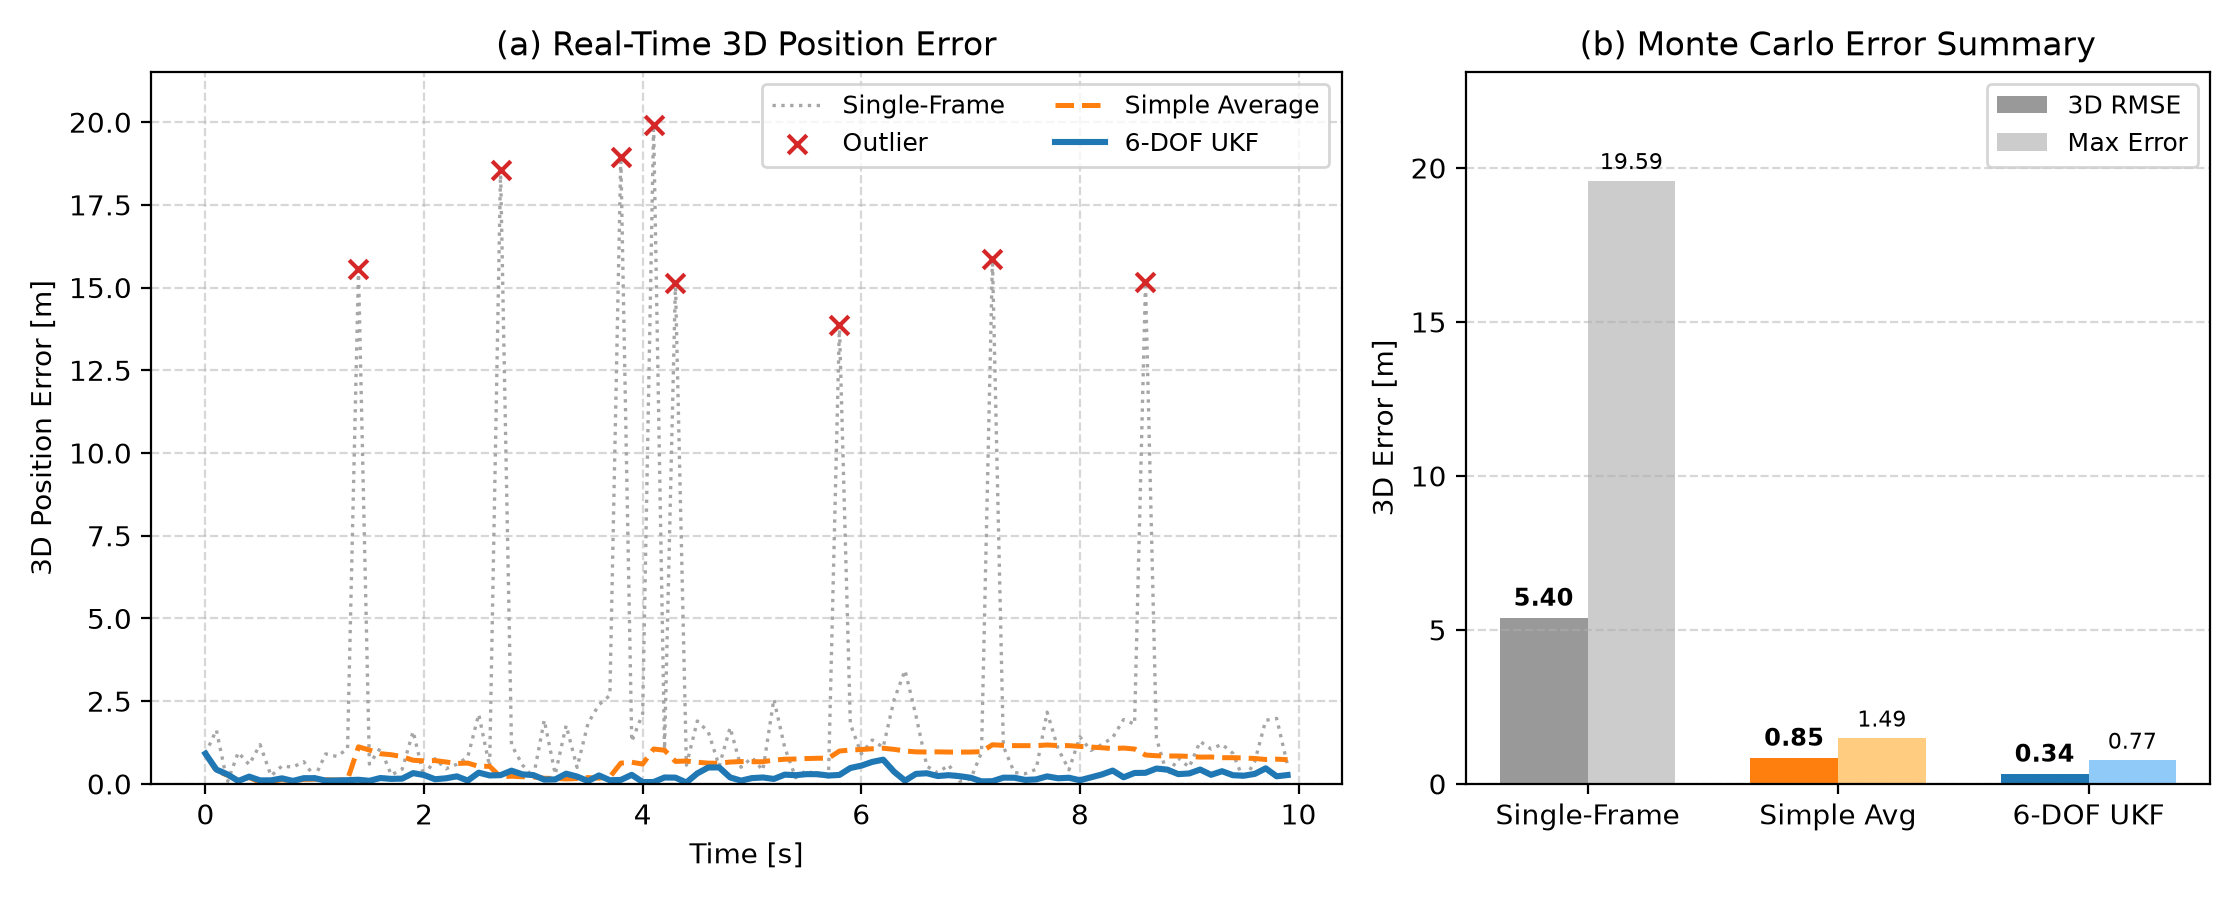 (a) Real-Time 3D Position Error
3D Position Error [m]
20.0
17.5
15.0
12.5
10.0
7.5
5.0
2.5
0.0
Single-Frame
Outlier
Simple Average
6-DOF UKF
0 2 4 6 8 10
Time [s]
(b) Monte Carlo Error Summary
3D Error [m]
20
15
10
5
0
3D RMSE
Max Error
5.40
19.59
0.85
1.49
0.34
0.77
Single-Frame Simple Avg 6-DOF UKF